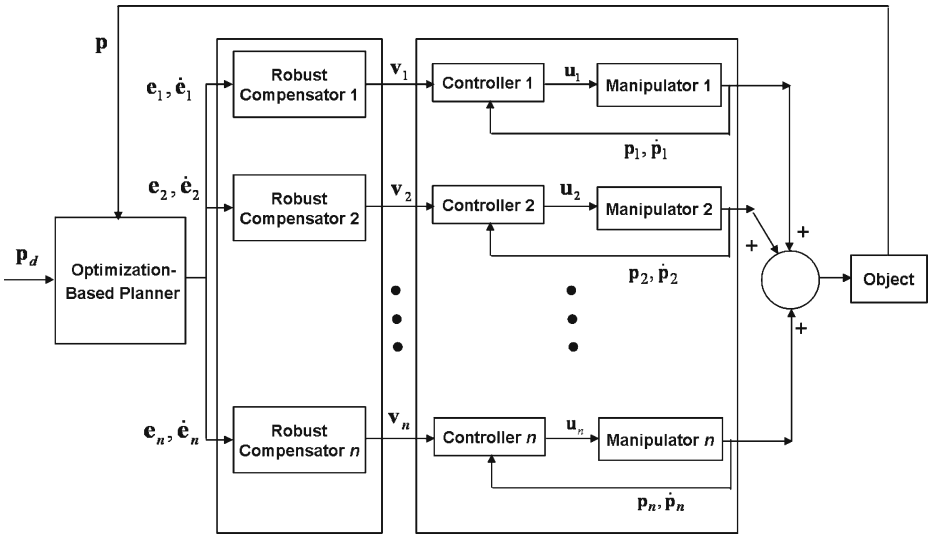 p
e₁, ė₁
Robust
Compensator 1
v₁
Controller 1
u₁
Manipulator 1
p₁, ṗ₁
+
e₂, ė₂
Robust
Compensator 2
v₂
Controller 2
u₂
Manipulator 2
p₂, ṗ₂
+
p_d
Optimization-
Based Planner
Object
+
eₙ, ėₙ
Robust
Compensator n
vₙ
Controller n
uₙ
Manipulator n
pₙ, ṗₙ